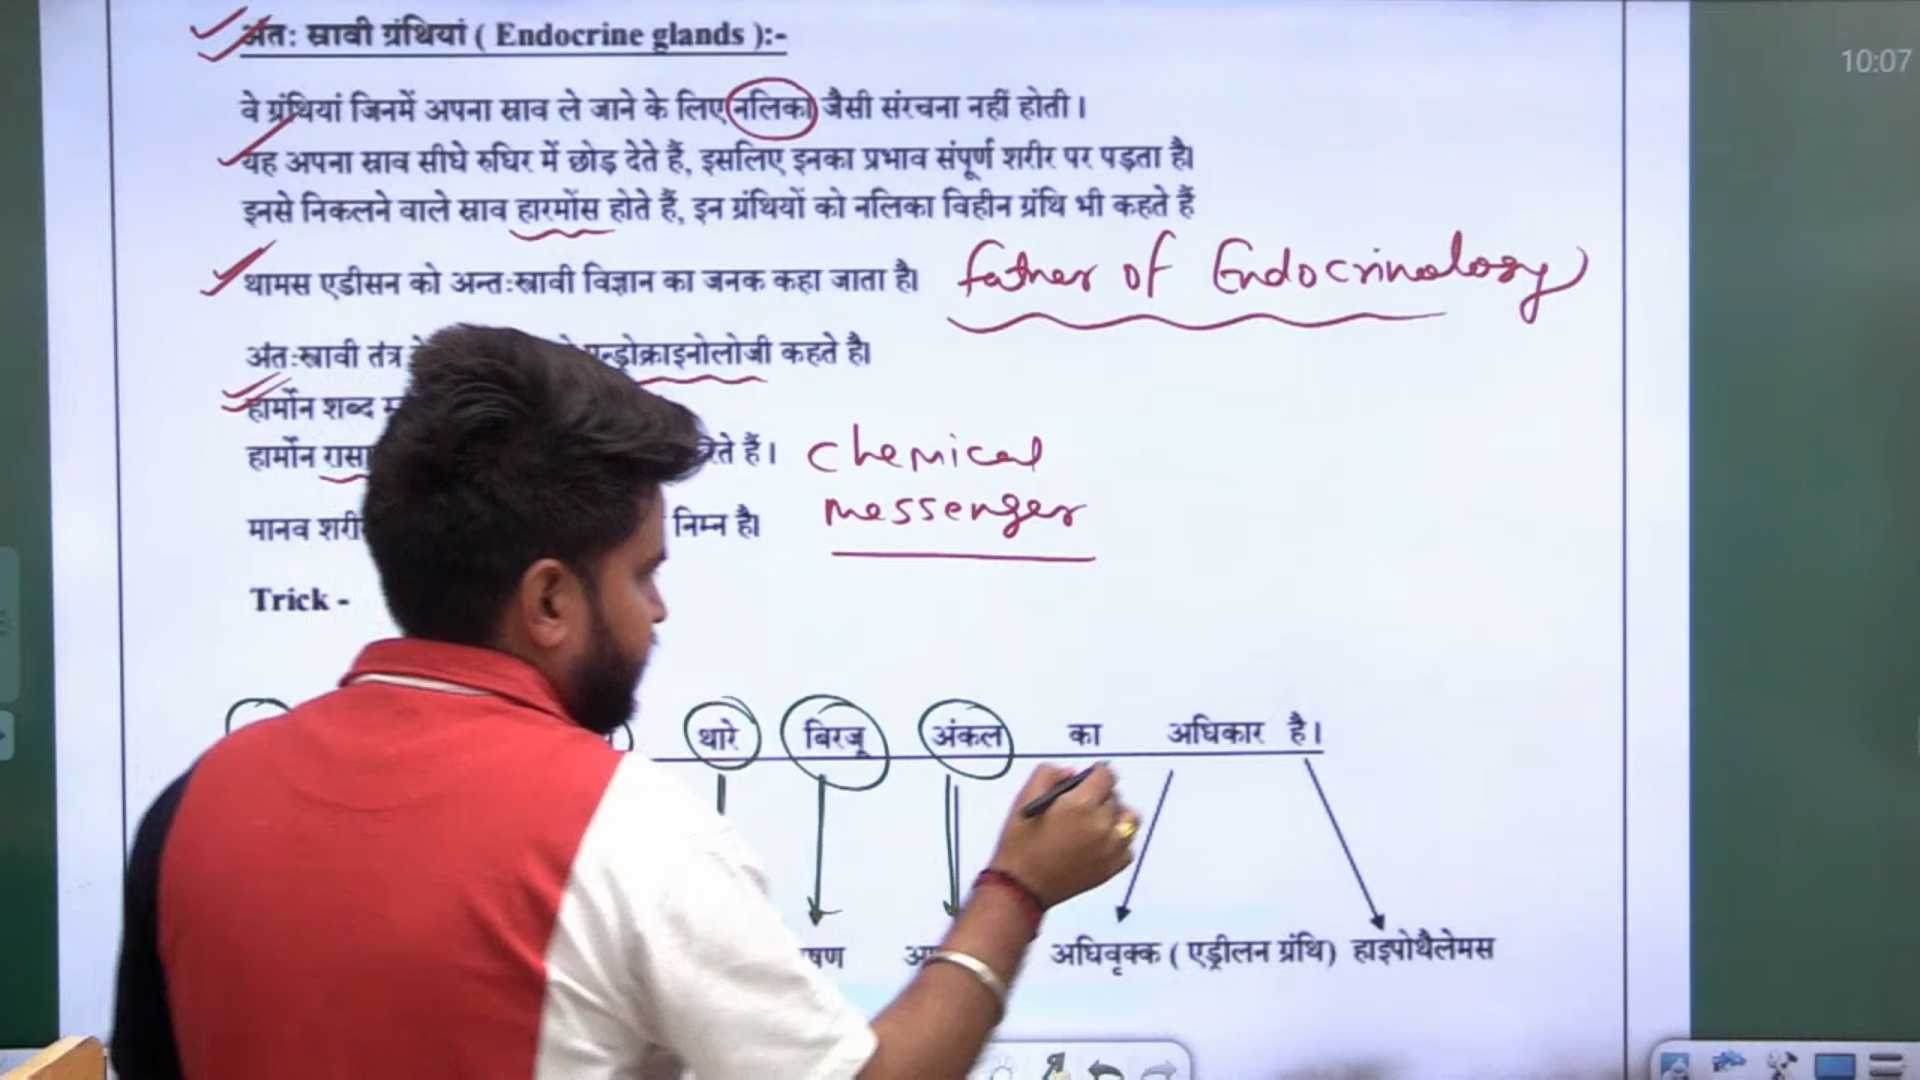 अंत: स्रावी ग्रंथियां ( Endocrine glands ):-
10:07
वे ग्रंथियां जिनमें अपना स्राव ले जाने के लिए नलिका जैसी संरचना नहीं होती ।
यह अपना स्राव सीधे रुधिर में छोड़ देते हैं, इसलिए इनका प्रभाव संपूर्ण शरीर पर पड़ता है।
इनसे निकलने वाले स्राव हारमोंस होते हैं, इन ग्रंथियों को नलिका विहीन ग्रंथि भी कहते हैं
थामस एडीसन को अन्त:स्त्रावी विज्ञान का जनक कहा जाता है। Father of Endocrinology
अंत:स्त्रावी तंत्र एन्ड्रोक्राइनोलोजी कहते है।
हार्मोन शब्द
हार्मोन हैं । chemical
messenger
मानव निम्न है।
Trick -
थारे बिरजू अंकल का अधिकार है ।
अधिवृक्क ( एड्रीलन ग्रंथि) हाइपोथैलेमस